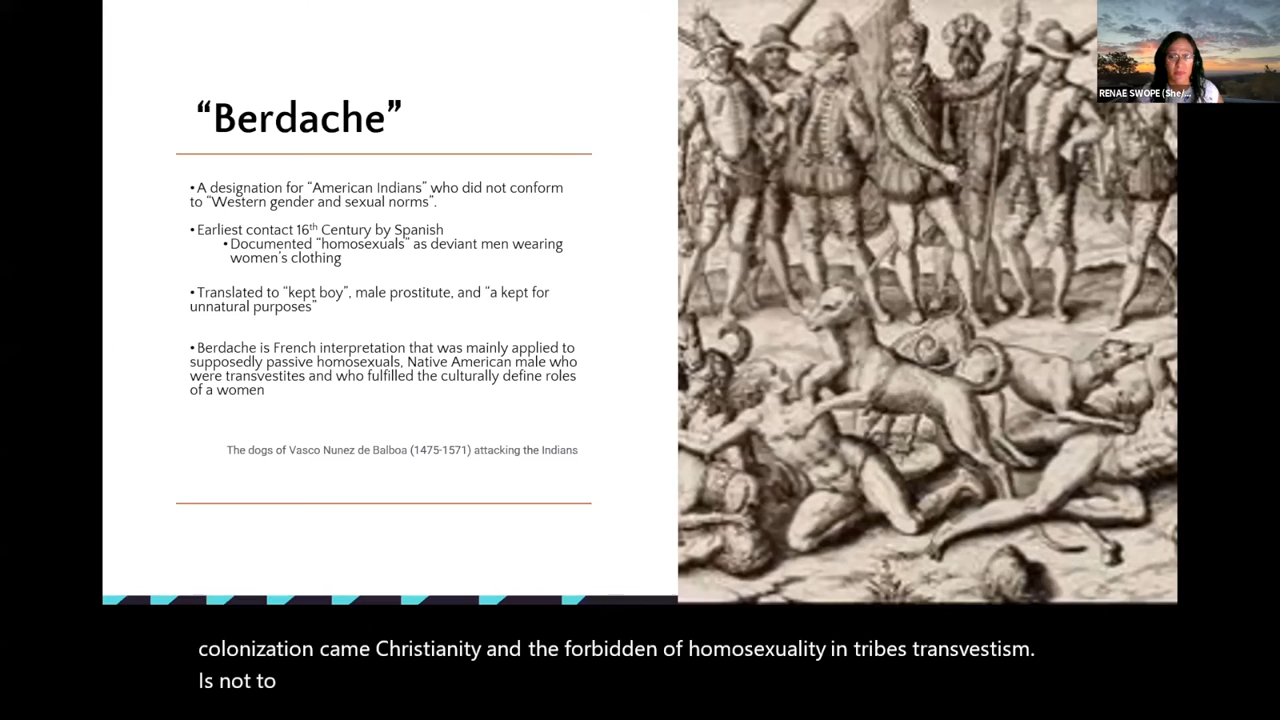 “Berdache”
•A designation for “American Indians” who did not conform
to “Western gender and sexual norms”.
•Earliest contact 16th Century by Spanish
•Documented “homosexuals” as deviant men wearing
women’s clothing
•Translated to “kept boy”, male prostitute, and “a kept for
unnatural purposes”
•Berdache is French interpretation that was mainly applied to
supposedly passive homosexuals, Native American male who
were transvestites and who fulfilled the culturally define roles
of a women
The dogs of Vasco Nunez de Balboa (1475-1571) attacking the Indians
RENAE SWOPE (She/...
colonization came Christianity and the forbidden of homosexuality in tribes transvestism.
Is not to